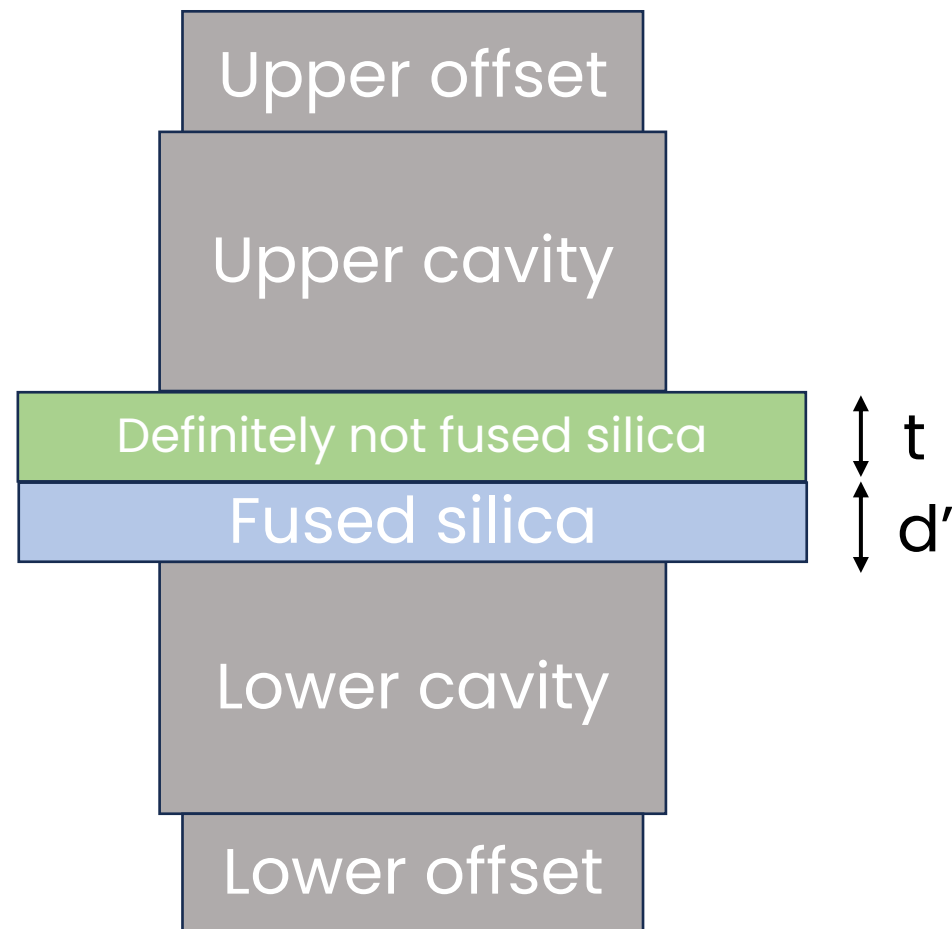 Upper offset
Upper cavity
Definitely not fused silica
t
Fused silica
d'
Lower cavity
Lower offset